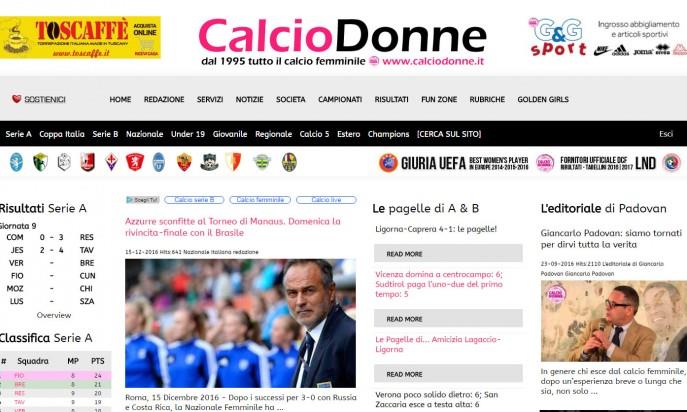 TOSCAFFÈ
TORREFAZIONE ITALIANA MADE IN TUSCANY
www.toscaffe.it
ACQUISTA
ONLINE
CalcioDonne
dal 1995 tutto il calcio femminile www.calciodonne.it
G&G
sport
Ingrosso abbigliamento
e articoli sportivi
SOSTIENICI
HOME REDAZIONE SERVIZI NOTIZIE SOCIETA CAMPIONATI RISULTATI FUN ZONE RUBRICHE GOLDEN GIRLS
Serie A Coppa Italia Serie B Nazionale Under 19 Giovanile Regionale Calcio 5 Estero Champions [CERCA SUL SITO] Esci
GIURIA UEFA BEST WOMEN'S PLAYER
IN EUROPE 2014-2015-2016
FORNITORI UFFICIALE DCF
RISULTATI - TABELLINI 2016 | 2017
LND
Risultati Serie A
Giornata 9
COM 0 - 3 RES
JES 2 - 4 TAV
VER - BRE
FIO - CUN
MOZ - CHI
LUS - SZA
Overview
Classifica Serie A
# Squadra MP PTS
1 FIO 8 24
2 BRE 8 21
3 RES 9 20
4 TAV 9
Scegli Tu! Calcio serie B Calcio femminile Calcio live
Azzurre sconfitte al Torneo di Manaus. Domenica la
rivincita-finale con il Brasile
15-12-2016 Hits:641 Nazionale Italiana redazione
Roma, 15 Dicembre 2016 - Dopo i successi per 3-0 con Russia
e Costa Rica, la Nazionale Femminile ha ...
Le pagelle di A & B
Ligorna-Caprera 4-1: le pagelle!
READ MORE
Vicenza domina a centrocampo: 6;
Sudtirol paga l'uno-due del primo
tempo: 5
READ MORE
Le Pagelle di... Amicizia Lagaccio-
Ligorna
READ MORE
Verona poco solido dietro: 6; San
Zaccaria esce a testa alta: 6
L'editoriale di Padovan
Giancarlo Padovan: siamo tornati
per dirvi tutta la verita
23-09-2016 Hits:2110 L'editoriale di Giancarlo
Padovan Giancarlo Padovan
In genere chi esce dal calcio femminile,
dopo un'esperienza breve o lunga che
sia, non solo ...